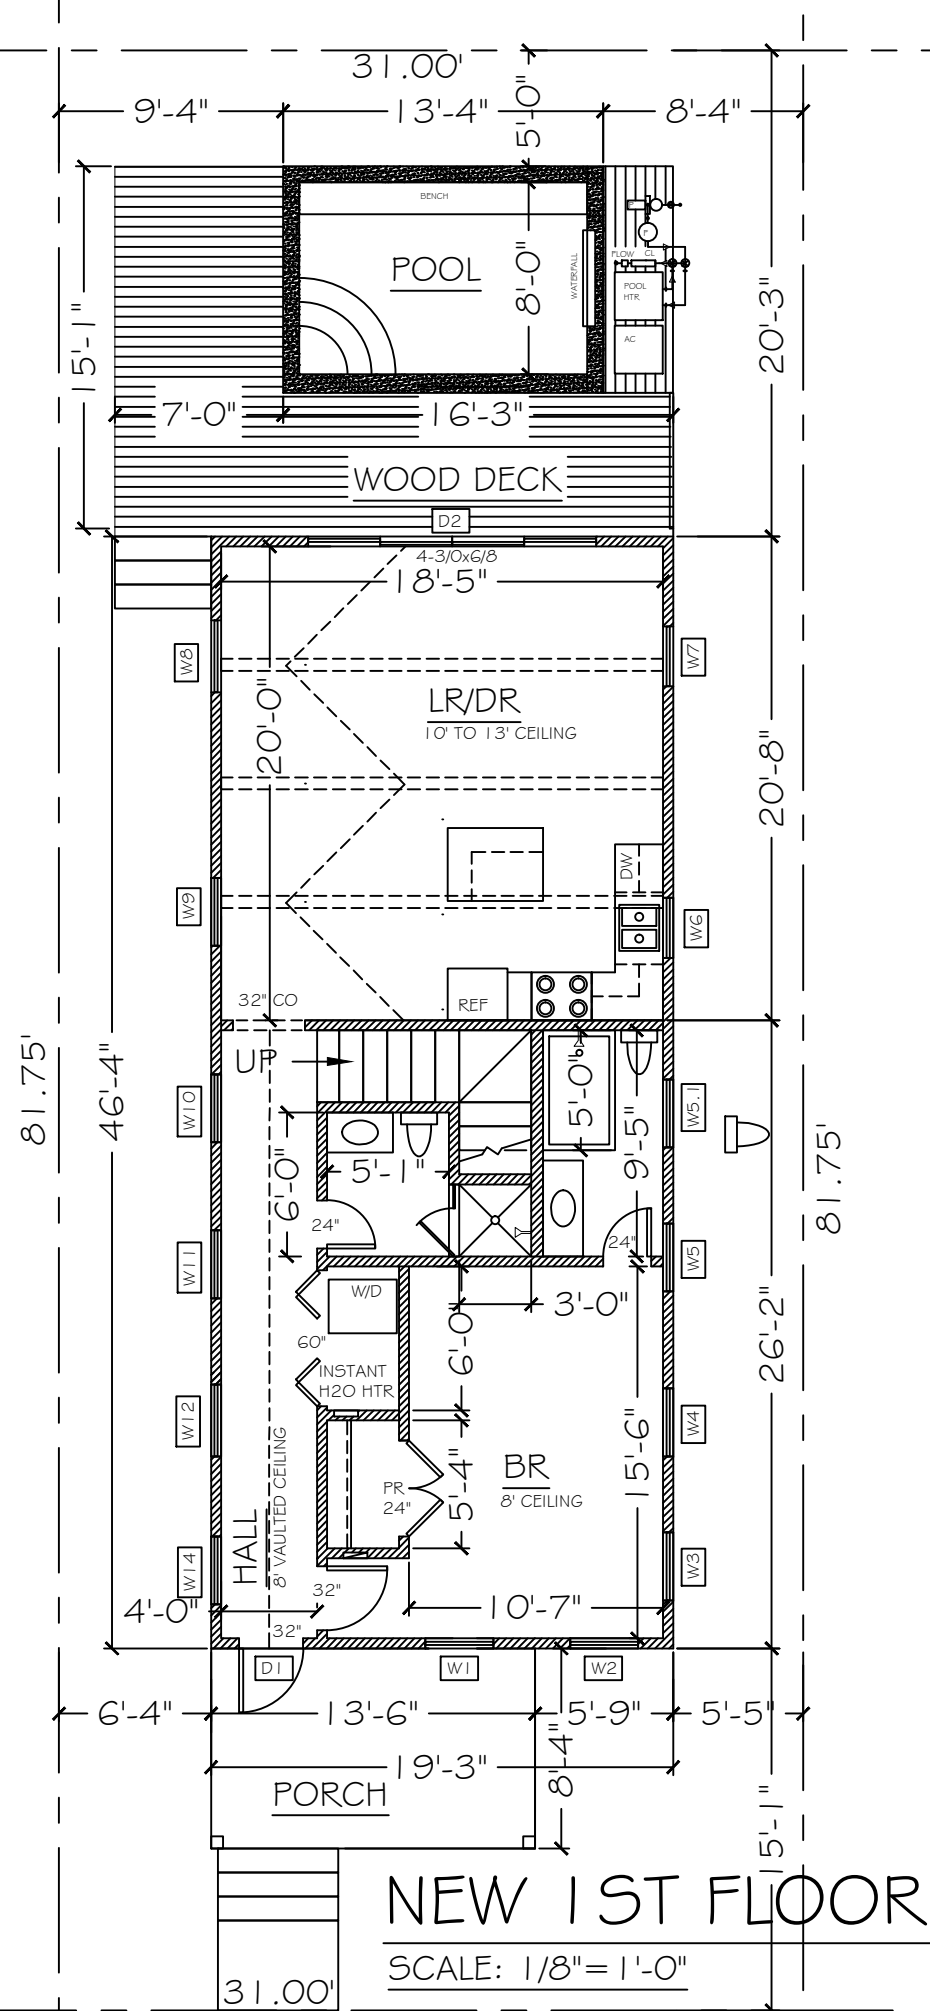 31.00'
9'-4"
13'-4"
5'-0"
8'-4"
BENCH
POOL
8'-0"
WATERFALL
P
F
FLOW
CL
POOL
HTR
AC
15'-1"
20'-3"
7'-0"
16'-3"
WOOD DECK
D2
4-3/0x6/8
18'-5"
W8
W7
LR/DR
10' TO 13' CEILING
20'-0"
20'-8"
DW
W9
W6
REF
32" CO
UP
5'-0"
9'-5"
W10
W5.1
81.75'
46'-4"
81.75'
6'-0"
5'-1"
24"
24"
W11
W5
3'-0"
W/D
60"
6'-0
INSTANT
H2O HTR
26'-2"
W12
W4
15'-6"
BR
8' CEILING
5'-4"
PR
24"
HALL
8' VAULTED CEILING
W14
W3
32"
4'-0"
10'-7"
32"
D1
W1
W2
6'-4"
13'-6"
5'-9"
5'-5"
19'-3"
8'-4"
PORCH
15'-1"
NEW 1ST FLOOR
SCALE: 1/8"=1'-0"
31.00'